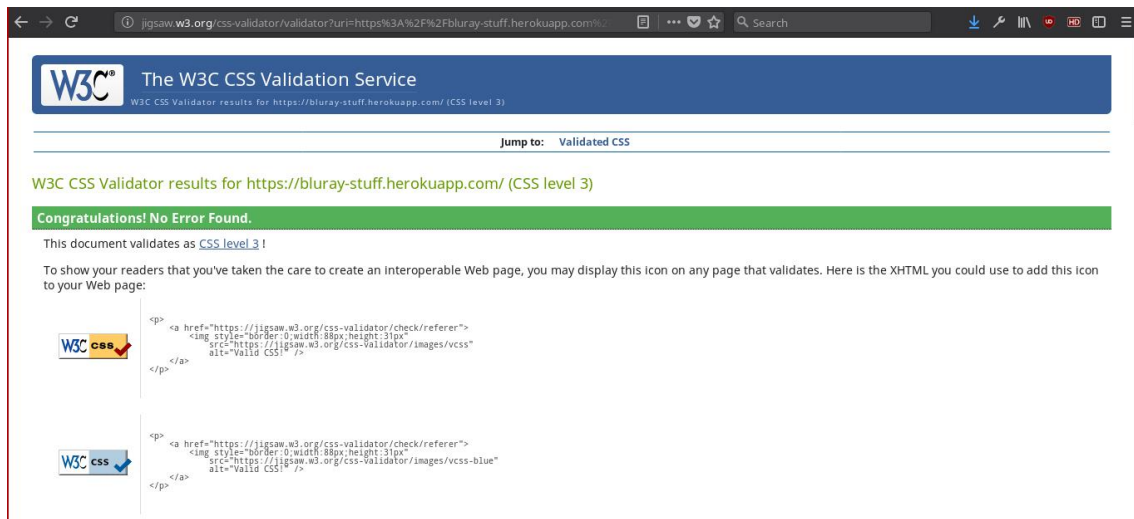 jigsaw.w3.org/css-validator/validator?uri=https%3A%2F%2Fbluray-stuff.herokuapp.com%2
Search
HD
W3C®
The W3C CSS Validation Service
W3C CSS Validator results for https://bluray-stuff.herokuapp.com/ (CSS level 3)
Jump to: Validated CSS
W3C CSS Validator results for https://bluray-stuff.herokuapp.com/ (CSS level 3)
Congratulations! No Error Found.
This document validates as CSS level 3 !
To show your readers that you've taken the care to create an interoperable Web page, you may display this icon on any page that validates. Here is the XHTML you could use to add this icon
to your Web page:
W3C css
<p>
<a href="https://jigsaw.w3.org/css-validator/check/referer">
<img style="border:0;width:88px;height:31px"
src="https://jigsaw.w3.org/css-validator/images/vcss"
alt="Valid CSS!" />
</a>
</p>
W3C css
<p>
<a href="https://jigsaw.w3.org/css-validator/check/referer">
<img style="border:0;width:88px;height:31px"
src="https://jigsaw.w3.org/css-validator/images/vcss-blue"
alt="Valid CSS!" />
</a>
</p>